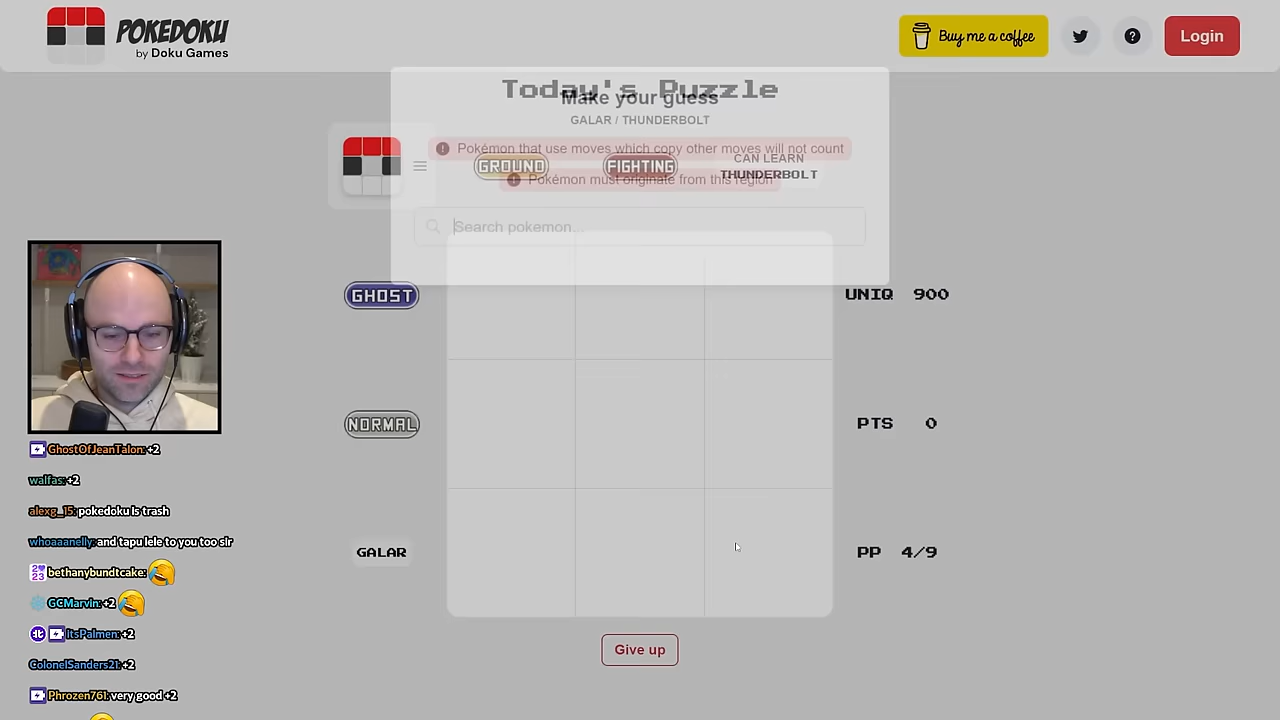 POKEDOKU
by Doku Games
Buy me a coffee
?
Login
Today's Puzzle
Make your guess
GALAR / THUNDERBOLT
! Pokémon that use moves which copy other moves will not count
GROUND
FIGHTING
CAN LEARN
THUNDERBOLT
! Pokémon must originate from this region
Search pokemon...
GHOST
UNIQ 900
NORMAL
PTS 0
GALAR
PP 4/9
Give up
GhostOfJeanTalon: +2
walfas: +2
alexg_15: pokedoku is trash
whoaaanelly: and tapu lele to you too sir
bethanybundtcake:
GCMarvin: +2
ItsPalmen: +2
ColonelSanders21: +2
Phrozen761: very good +2